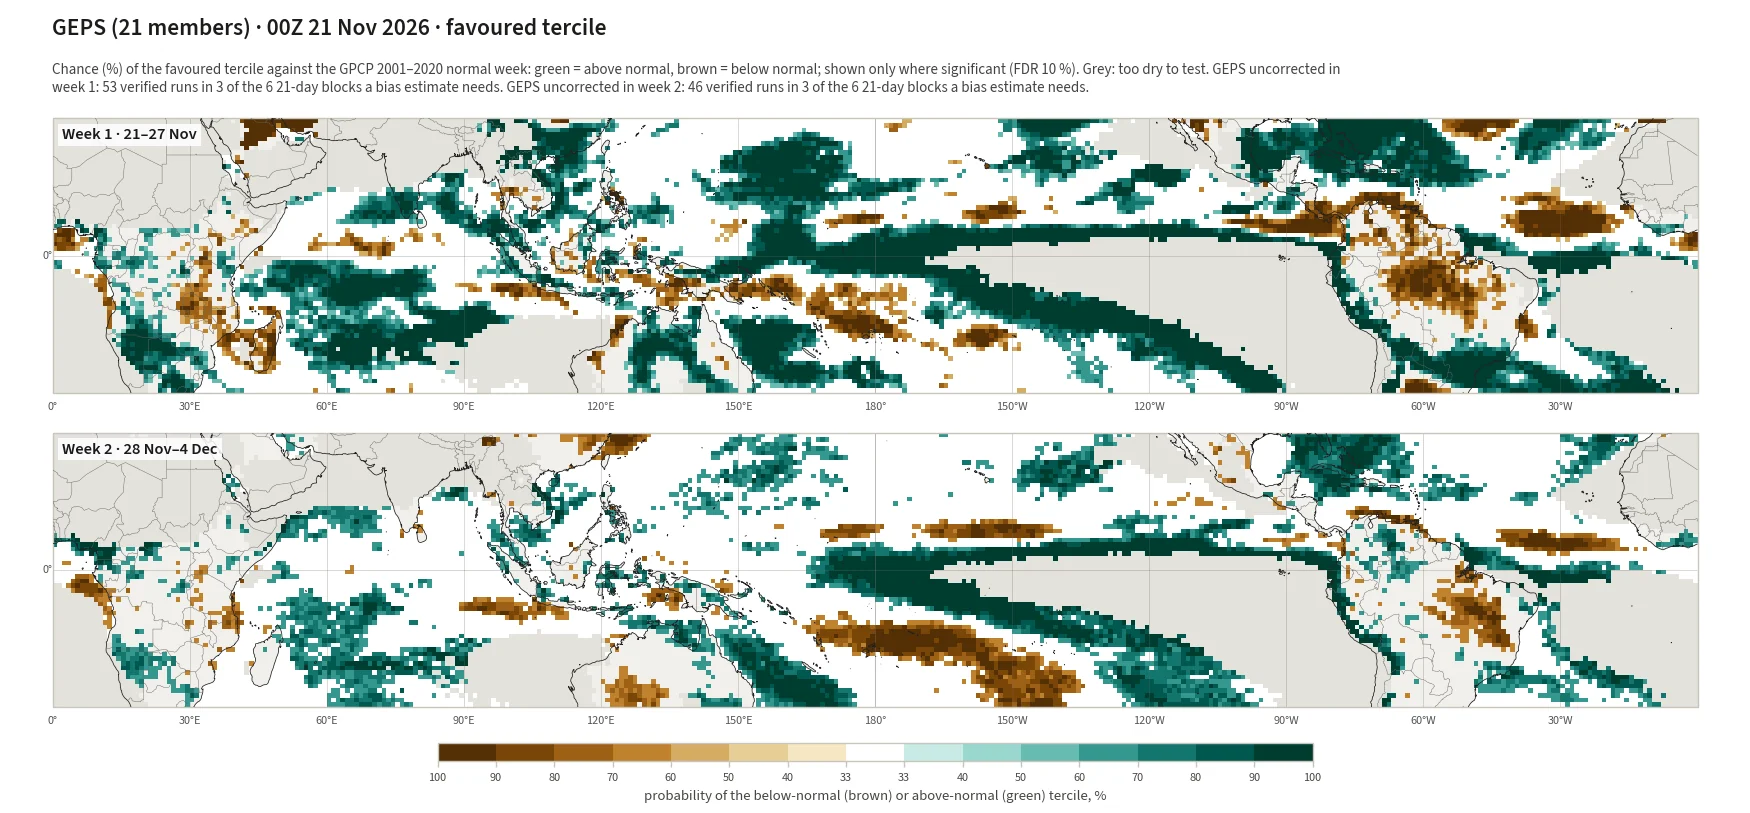 GEPS (21 members) · 00Z 21 Nov 2026 · favoured tercile
Chance (%) of the favoured tercile against the GPCP 2001–2020 normal week: green = above normal, brown = below normal; shown only where significant (FDR 10 %). Grey: too dry to test. GEPS uncorrected in
week 1: 53 verified runs in 3 of the 6 21-day blocks a bias estimate needs. GEPS uncorrected in week 2: 46 verified runs in 3 of the 6 21-day blocks a bias estimate needs.
Week 1 · 21–27 Nov
0°
0° 30°E 60°E 90°E 120°E 150°E 180° 150°W 120°W 90°W 60°W 30°W
Week 2 · 28 Nov–4 Dec
0°
0° 30°E 60°E 90°E 120°E 150°E 180° 150°W 120°W 90°W 60°W 30°W
100 90 80 70 60 50 40 33 33 40 50 60 70 80 90 100
probability of the below-normal (brown) or above-normal (green) tercile, %